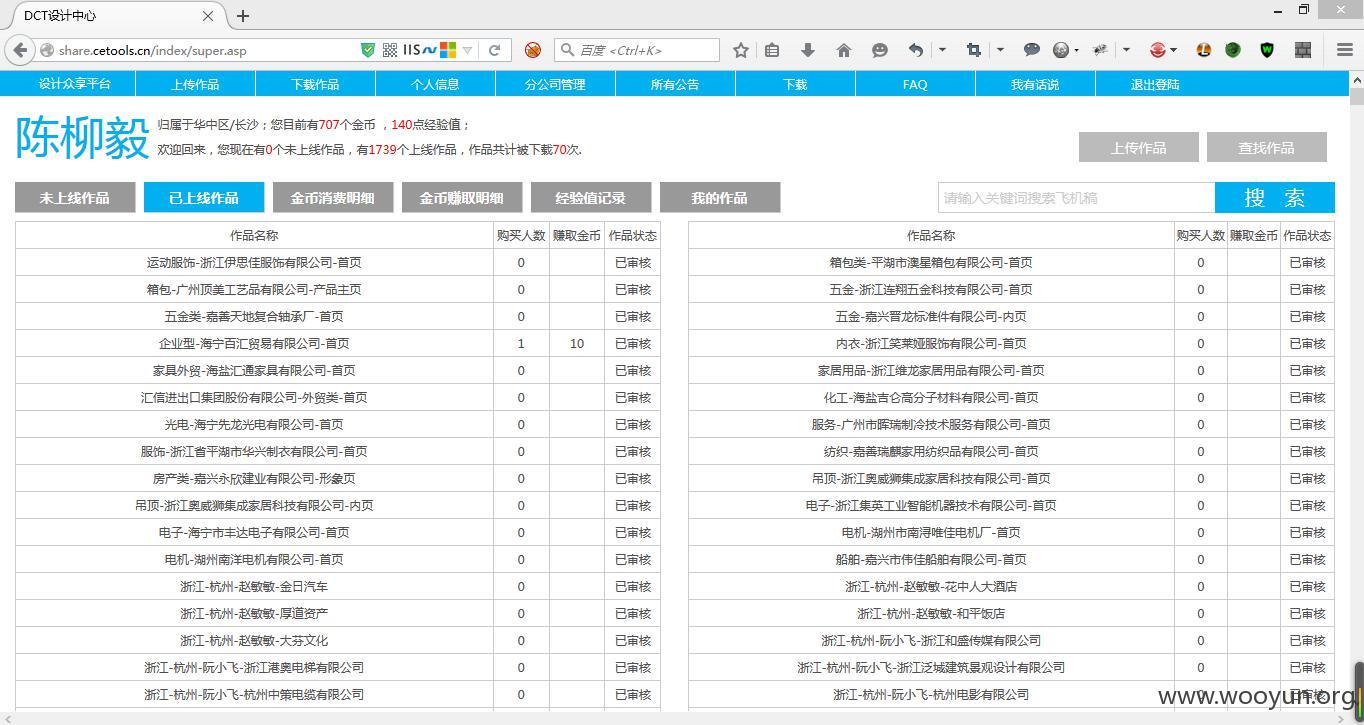 DCT设计中心
share.cetools.cn/index/super.asp
IIS
百度 <Ctrl+K>
设计众享平台 上传作品 下载作品 个人信息 分公司管理 所有公告 下载 FAQ 我有话说 退出登陆
陈柳毅
归属于华中区/长沙；您目前有707个金币 ，140点经验值；
欢迎回来，您现在有0个未上线作品，有1739个上线作品，作品共计被下载70次.
上传作品 查找作品
未上线作品 已上线作品 金币消费明细 金币赚取明细 经验值记录 我的作品 请输入关键词搜索飞机稿 搜 索
作品名称 购买人数 赚取金币 作品状态 作品名称 购买人数 赚取金币 作品状态
运动服饰-浙江伊思佳服饰有限公司-首页 0 已审核 箱包类-平湖市澳星箱包有限公司-首页 0 已审核
箱包-广州顶美工艺品有限公司-产品主页 0 已审核 五金-浙江连翔五金科技有限公司-首页 0 已审核
五金类-嘉善天地复合轴承厂-首页 0 已审核 五金-嘉兴晋龙标准件有限公司-内页 0 已审核
企业型-海宁百汇贸易有限公司-首页 1 10 已审核 内衣-浙江笑莱娅服饰有限公司-首页 0 已审核
家具外贸-海盐汇通家具有限公司-首页 0 已审核 家居用品-浙江维龙家居用品有限公司-首页 0 已审核
汇信进出口集团股份有限公司-外贸类-首页 0 已审核 化工-海盐吉仑高分子材料有限公司-首页 0 已审核
光电-海宁先龙光电有限公司-首页 0 已审核 服务-广州市晖瑞制冷技术服务有限公司-首页 0 已审核
服饰-浙江省平湖市华兴制衣有限公司-首页 0 已审核 纺织-嘉善瑞麒家用纺织品有限公司-首页 0 已审核
房产类-嘉兴永欣建业有限公司-形象页 0 已审核 吊顶-浙江奥威狮集成家居科技有限公司-首页 0 已审核
吊顶-浙江奥威狮集成家居科技有限公司-内页 0 已审核 电子-浙江集英工业智能机器技术有限公司-首页 0 已审核
电子-海宁市丰达电子有限公司-首页 0 已审核 电机-湖州市南浔唯佳电机厂-首页 0 已审核
电机-湖州南洋电机有限公司-首页 0 已审核 船舶-嘉兴市伟佳船舶有限公司-首页 0 已审核
浙江-杭州-赵敏敏-金日汽车 0 已审核 浙江-杭州-赵敏敏-花中人大酒店 0 已审核
浙江-杭州-赵敏敏-厚道资产 0 已审核 浙江-杭州-赵敏敏-和平饭店 0 已审核
浙江-杭州-赵敏敏-大芬文化 0 已审核 浙江-杭州-阮小飞-浙江和盛传媒有限公司 0 已审核
浙江-杭州-阮小飞-浙江港奥电梯有限公司 0 已审核 浙江-杭州-阮小飞-浙江泛域建筑景观设计有限公司 0 已审核
浙江-杭州-阮小飞-杭州中策电缆有限公司 0 已审核 浙江-杭州-阮小飞-杭州电影有限公司 0 已审核
www.wooyun.org